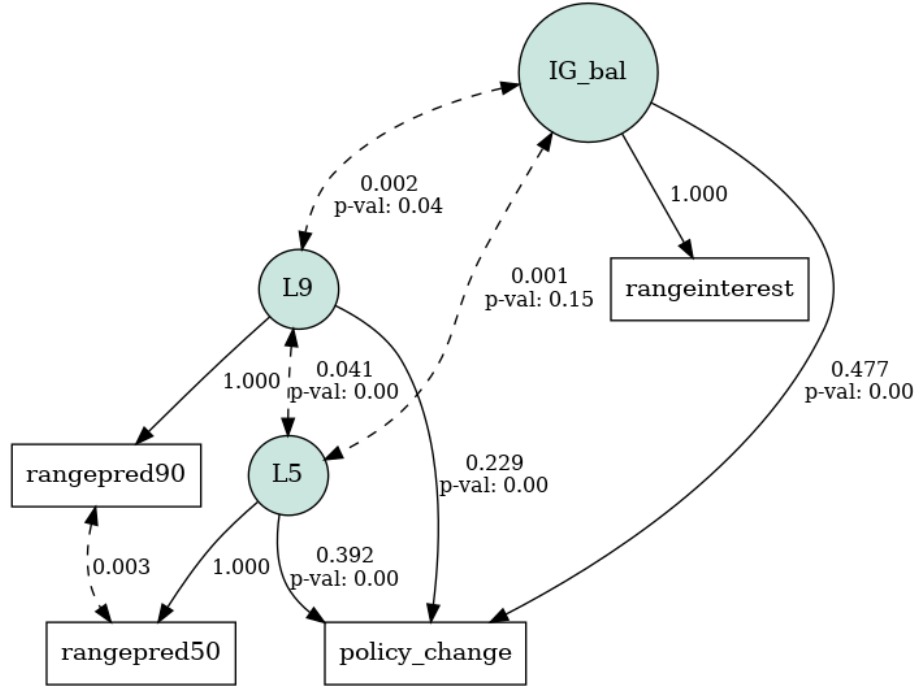 IG_bal
0.002
p-val: 0.04
1.000
0.001
p-val: 0.15
L9
rangeinterest
1.000
0.041
p-val: 0.00
0.477
p-val: 0.00
rangepred90
L5
0.229
p-val: 0.00
0.003
1.000
0.392
p-val: 0.00
rangepred50
policy_change